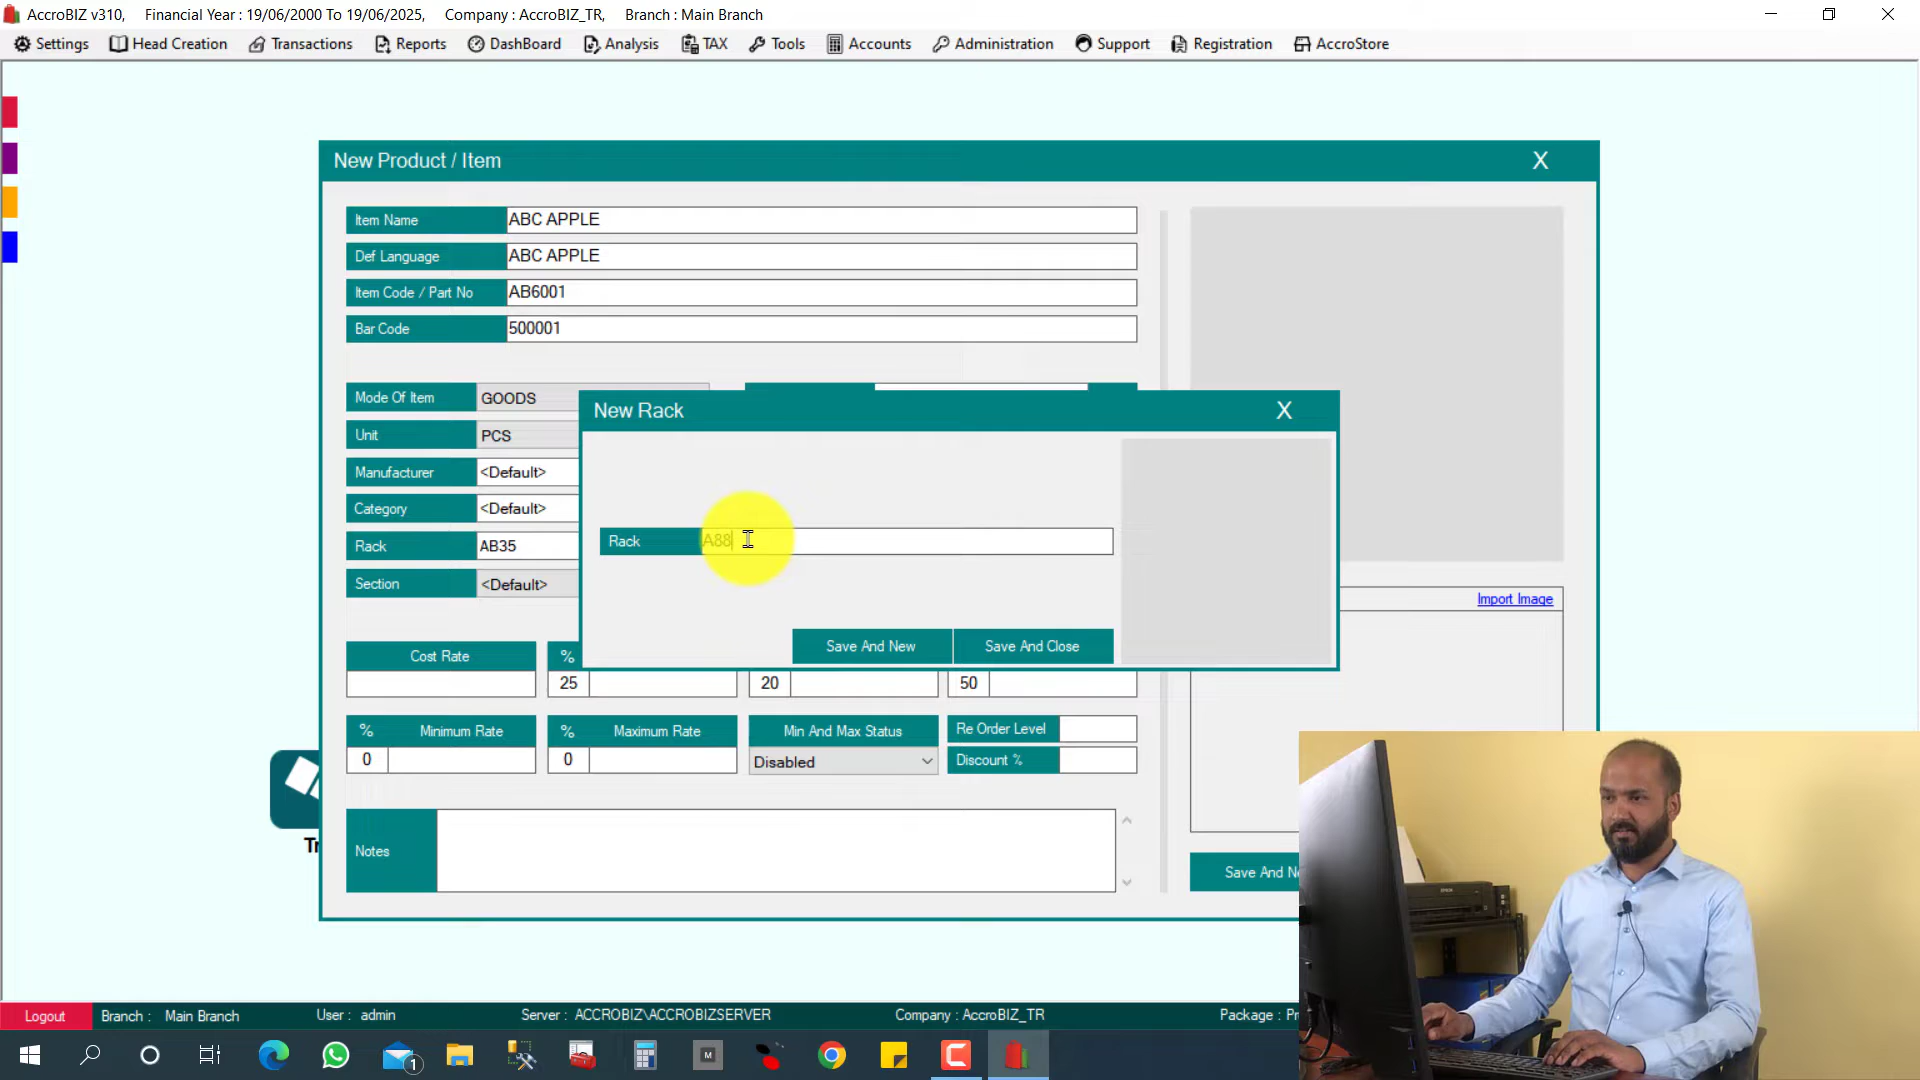 AccroBIZ v310, Financial Year : 19/06/2000 To 19/06/2025, Company : AccroBIZ_TR, Branch : Main Branch
Settings Head Creation Transactions Reports DashBoard Analysis TAX Tools Accounts Administration Support Registration AccroStore
New Product / Item X
Item Name ABC APPLE
Def Language ABC APPLE
Item Code / Part No AB6001
Bar Code 500001
Mode Of Item GOODS
Unit PCS
Manufacturer <Default>
Category <Default>
Rack AB35
Section <Default>
New Rack X
Rack A88
Save And New Save And Close
Import Image
Cost Rate %
25 20 50
% Minimum Rate % Maximum Rate Min And Max Status Re Order Level
0 0 Disabled Discount %
Notes
Save And Ne
EPSON
Logout Branch : Main Branch User : admin Server : ACCROBIZ\ACCROBIZSERVER Company : AccroBIZ_TR Package : Pr
1
M